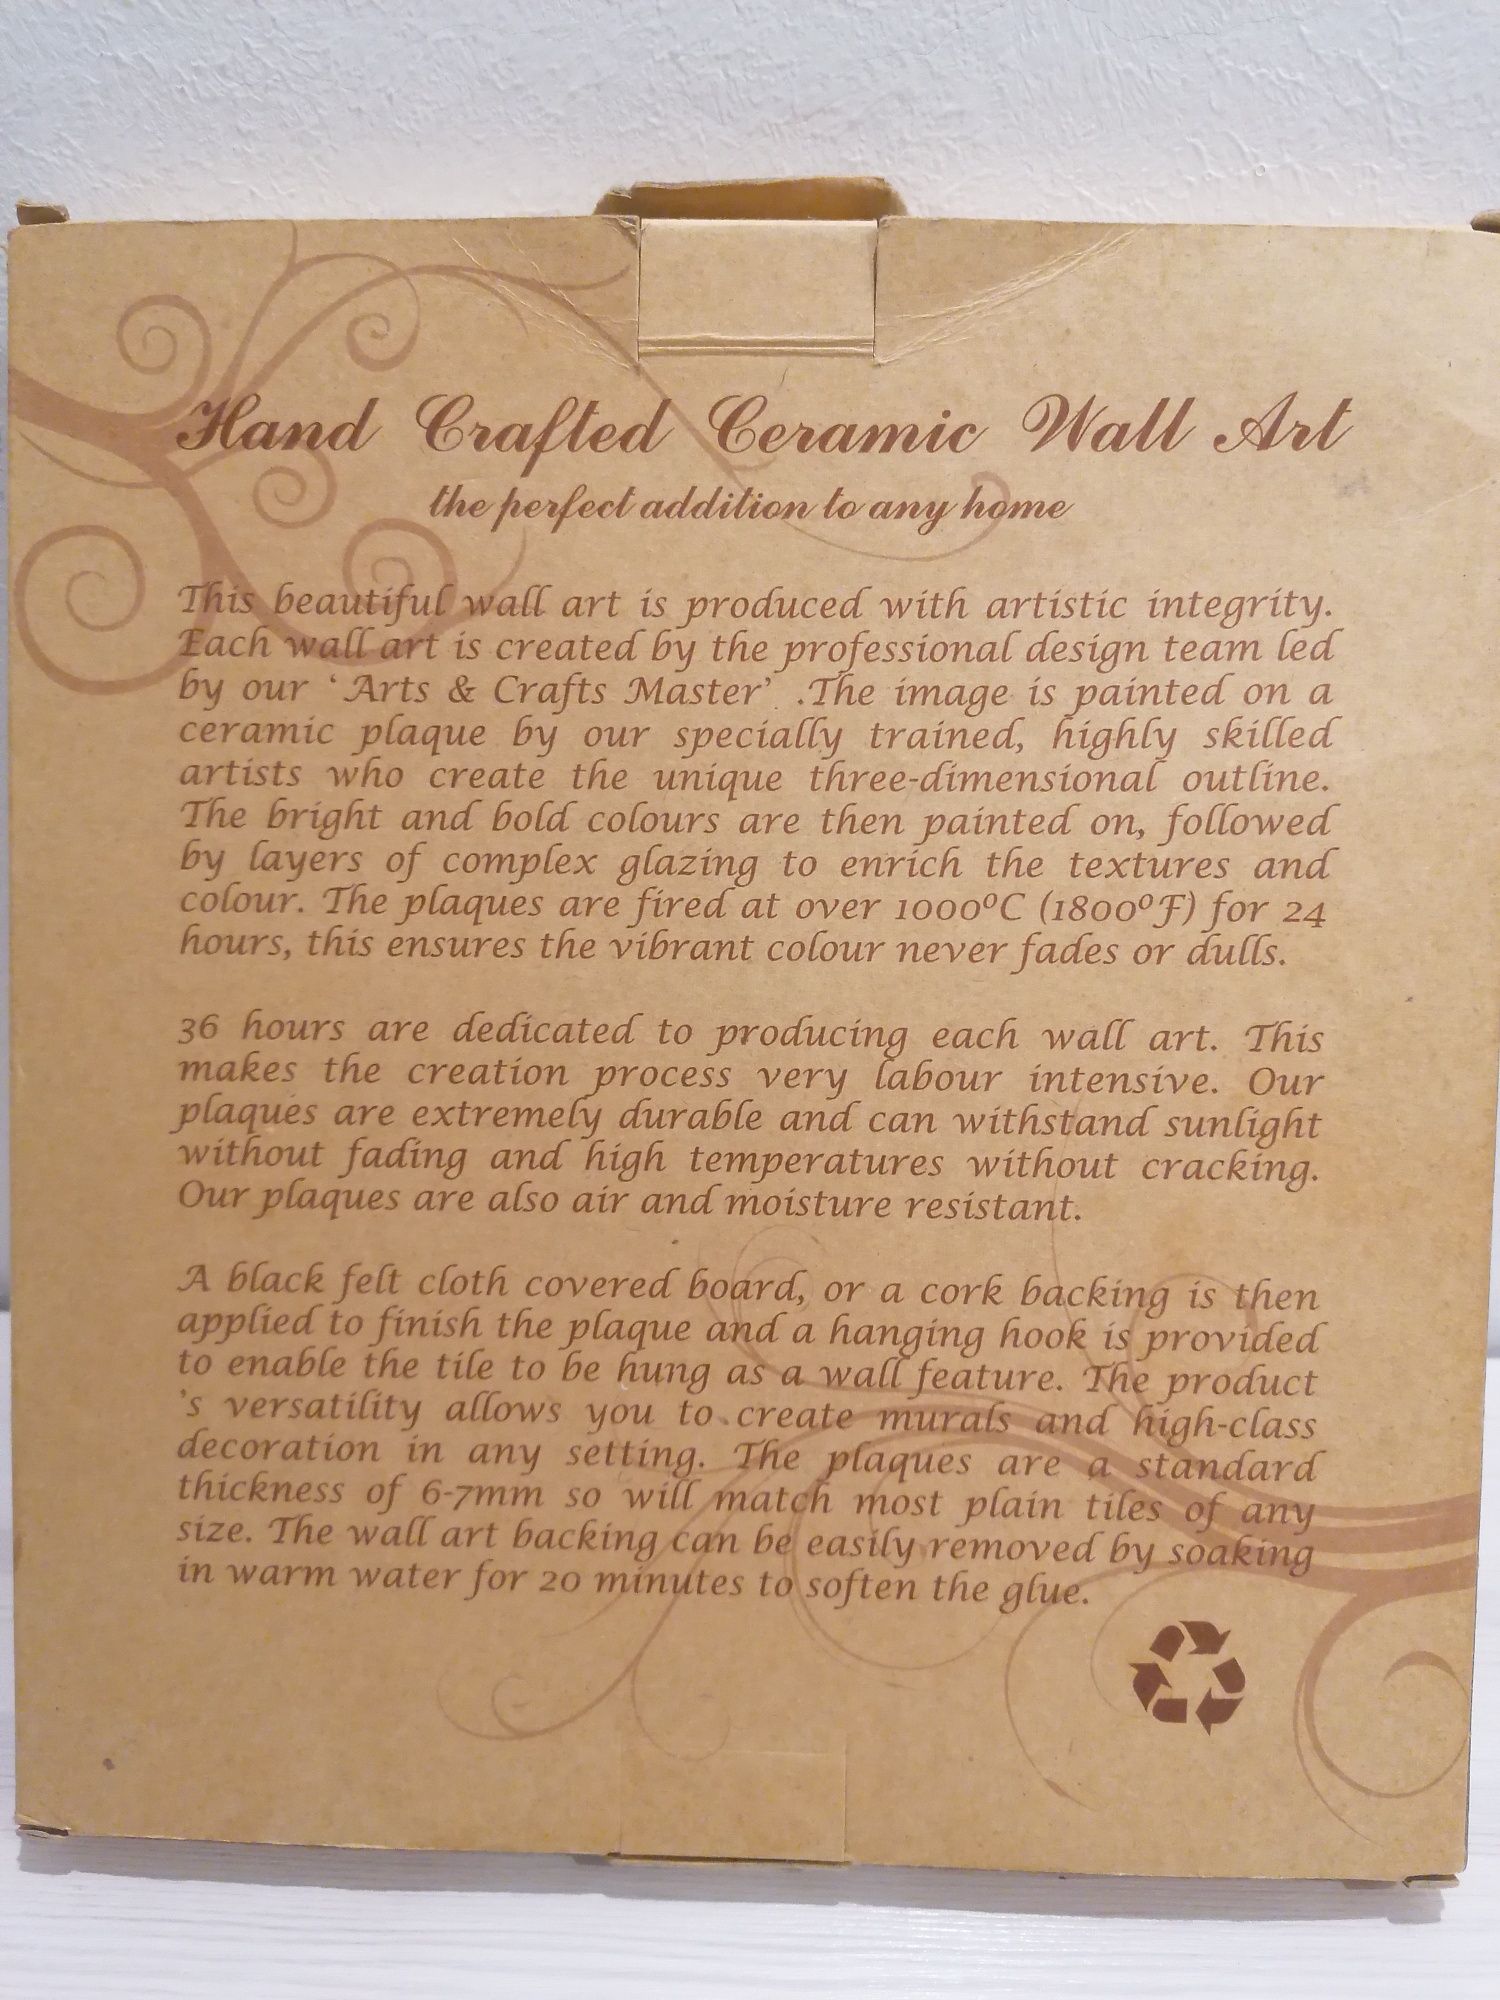 Hand Crafted Ceramic Wall Art
the perfect addition to any home
This beautiful wall art is produced with artistic integrity.
Each wall art is created by the professional design team led
by our ‘Arts & Crafts Master’ .The image is painted on a
ceramic plaque by our specially trained, highly skilled
artists who create the unique three-dimensional outline.
The bright and bold colours are then painted on, followed
by layers of complex glazing to enrich the textures and
colour. The plaques are fired at over 1000ºC (1800ºF) for 24
hours, this ensures the vibrant colour never fades or dulls.
36 hours are dedicated to producing each wall art. This
makes the creation process very labour intensive. Our
plaques are extremely durable and can withstand sunlight
without fading and high temperatures without cracking.
Our plaques are also air and moisture resistant.
A black felt cloth covered board, or a cork backing is then
applied to finish the plaque and a hanging hook is provided
to enable the tile to be hung as a wall feature. The product
’s versatility allows you to create murals and high-class
decoration in any setting. The plaques are a standard
thickness of 6-7mm so will match most plain tiles of any
size. The wall art backing can be easily removed by soaking
in warm water for 20 minutes to soften the glue.